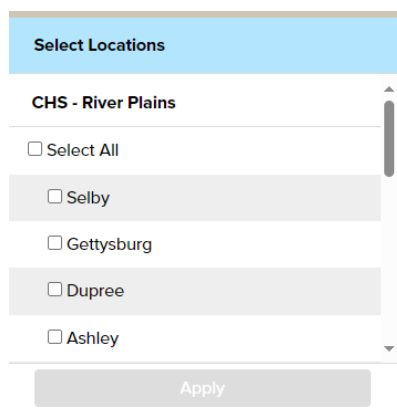 Select Locations
CHS - River Plains
Select All
Selby
Gettysburg
Dupree
Ashley
Apply